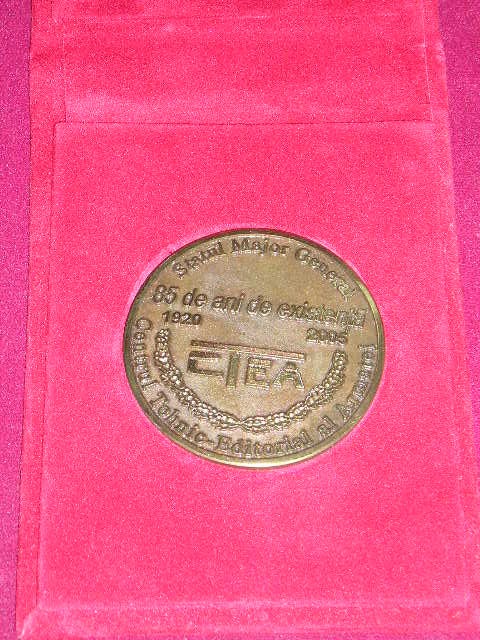 Statul Major General
85 de ani de existenţă
1920 2005
CTEA
Centrul Tehnic-Editorial al Armatei